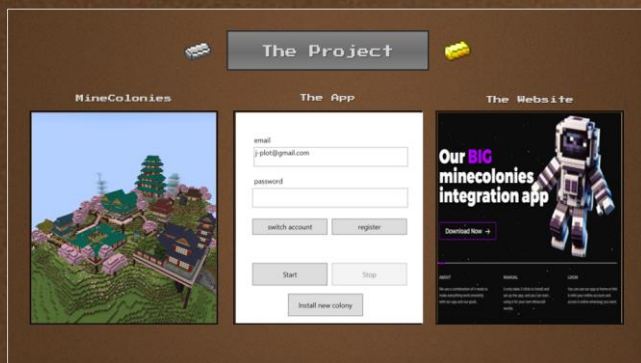 The Project
MineColonies
The App
The Website
email
j-plot@gmail.com
password
switch account
register
Start
Stop
Install new colony
Our BIG
minecolonies
integration app
Download Now →
ABOUT
MANUAL
LOGIN